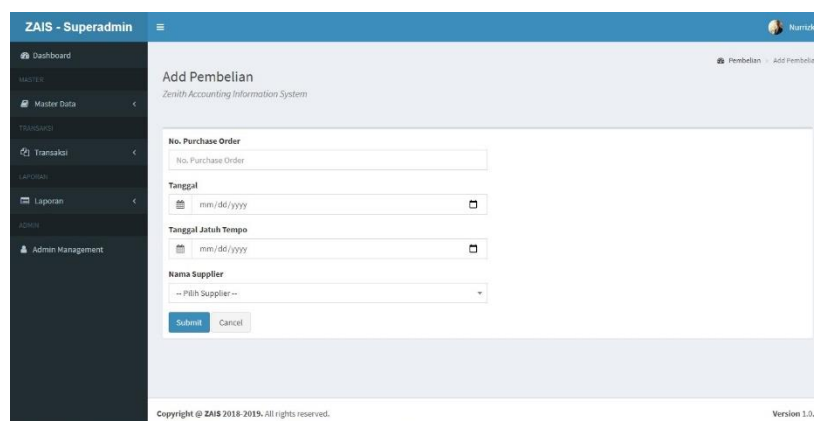 ZAIS - Superadmin
Nurrizk
Dashboard
Pembelian > Add Pembelia
MASTER
Add Pembelian
Zenith Accounting Information System
Master Data
TRANSAKSI
Transaksi
LAPORAN
Laporan
ADMIN
Admin Management
No. Purchase Order
No. Purchase Order
Tanggal
mm/dd/yyyy
Tanggal Jatuh Tempo
mm/dd/yyyy
Nama Supplier
-- Pilih Supplier --
Submit Cancel
Copyright @ ZAIS 2018-2019. All rights reserved.
Version 1.0.